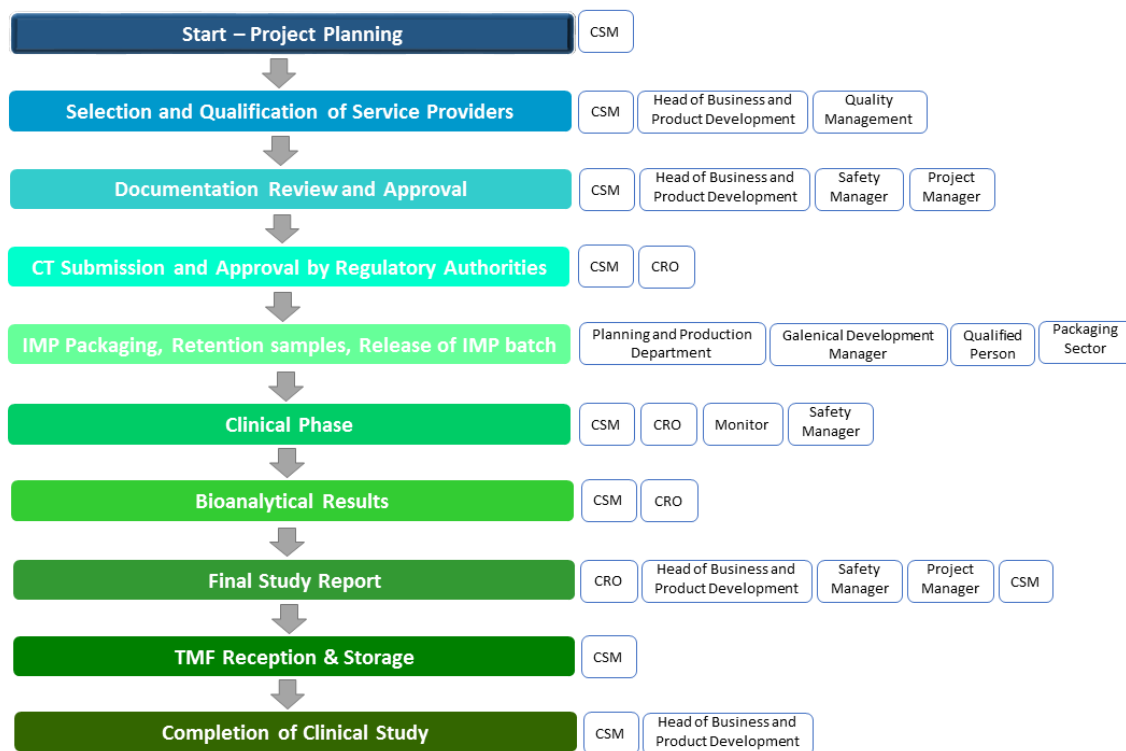 Start – Project Planning
CSM
Selection and Qualification of Service Providers
CSM
Head of Business and
Product Development
Quality
Management
Documentation Review and Approval
CSM
Head of Business and
Product Development
Safety
Manager
Project
Manager
CT Submission and Approval by Regulatory Authorities
CSM
CRO
IMP Packaging, Retention samples, Release of IMP batch
Planning and Production
Department
Galenical Development
Manager
Qualified
Person
Packaging
Sector
Clinical Phase
CSM
CRO
Monitor
Safety
Manager
Bioanalytical Results
CSM
CRO
Final Study Report
CRO
Head of Business and
Product Development
Safety
Manager
Project
Manager
CSM
TMF Reception & Storage
CSM
Completion of Clinical Study
CSM
Head of Business and
Product Development